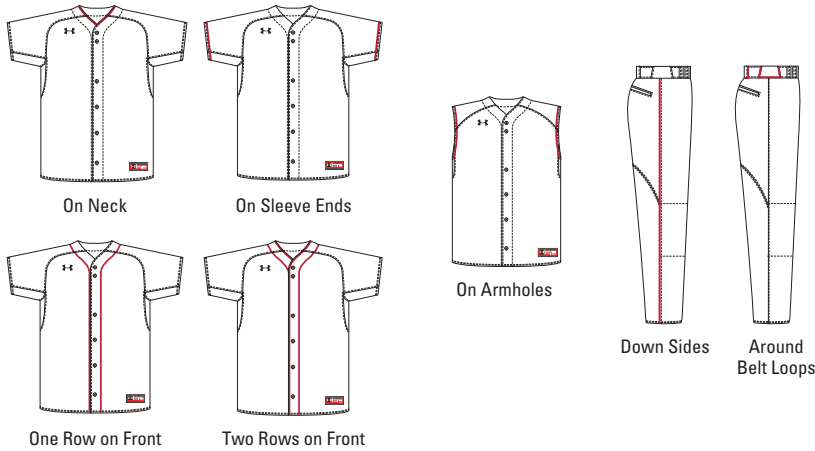 On Neck
On Sleeve Ends
On Armholes
Down Sides
Around
Belt Loops
One Row on Front
Two Rows on Front